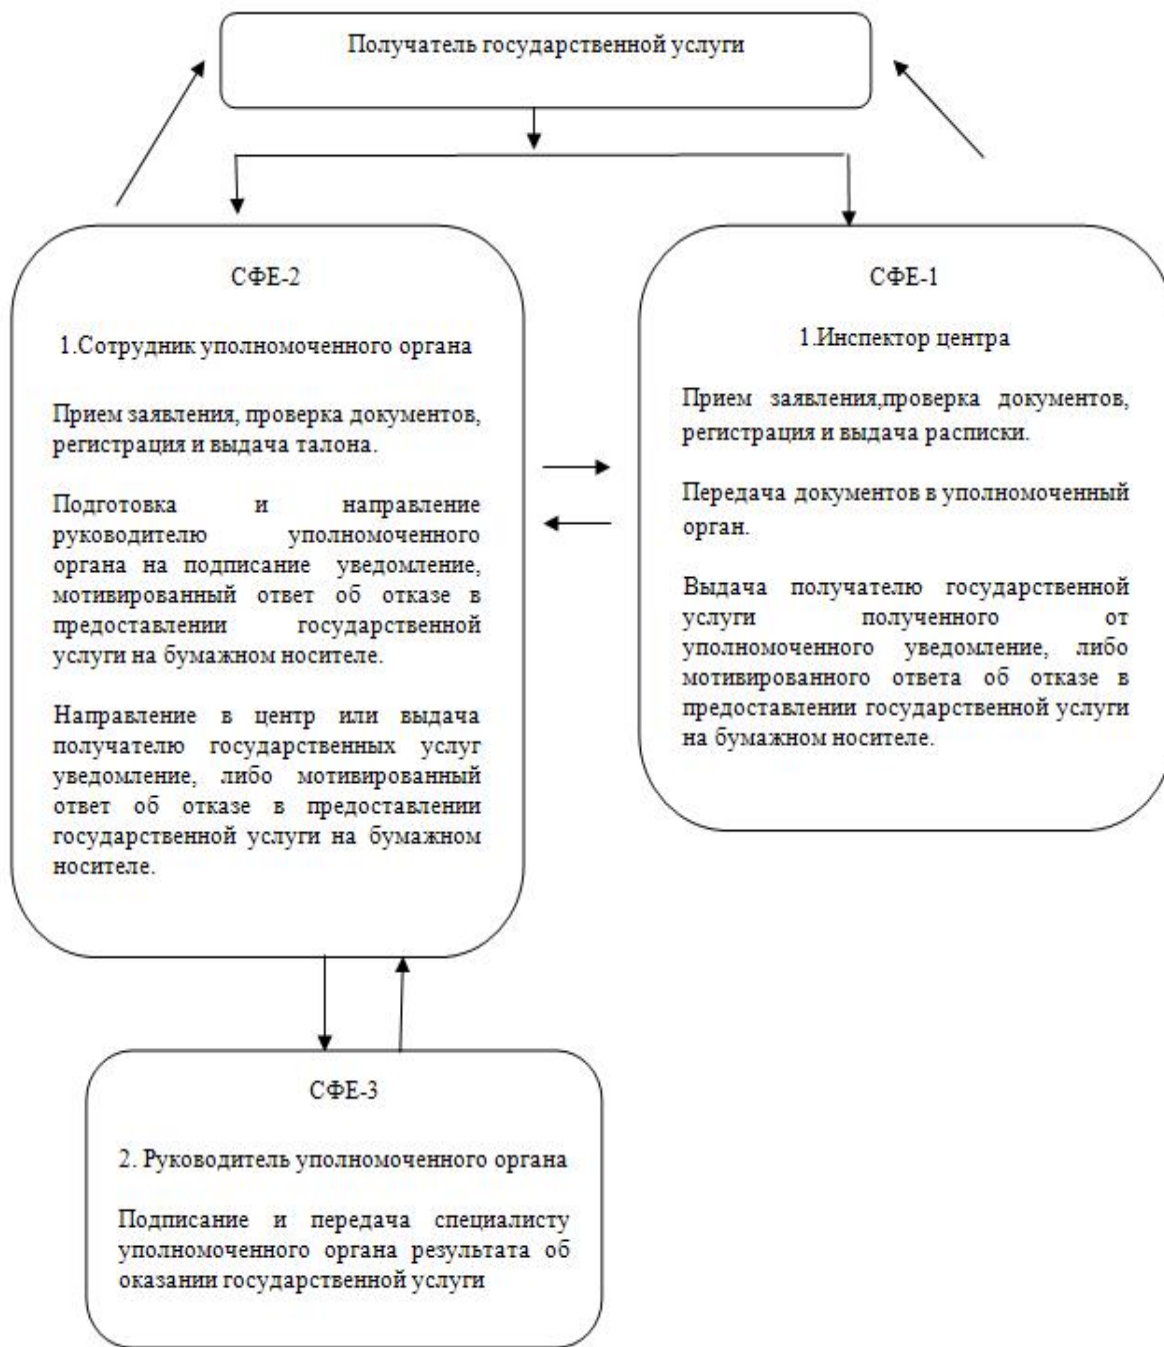 Получатель государственной услуги
СФЕ-2
1.Сотрудник уполномоченного органа
Прием заявления, проверка документов,
регистрация и выдача талона.
Подготовка и направление
руководителю уполномоченного
органа на подписание уведомление,
мотивированный ответ об отказе в
предоставлении государственной
услуги на бумажном носителе.
Направление в центр или выдача
получателю государственных услуг
уведомление, либо мотивированный
ответ об отказе в предоставлении
государственной услуги на бумажном
носителе.
СФЕ-1
1.Инспектор центра
Прием заявления,проверка документов,
регистрация и выдача расписки.
Передача документов в уполномоченный
орган.
Выдача получателю государственной
услуги полученного от
уполномоченного уведомление, либо
мотивированного ответа об отказе в
предоставлении государственной услуги
на бумажном носителе.
СФЕ-3
2. Руководитель уполномоченного органа
Подписание и передача специалисту
уполномоченного органа результата об
оказании государственной услуги